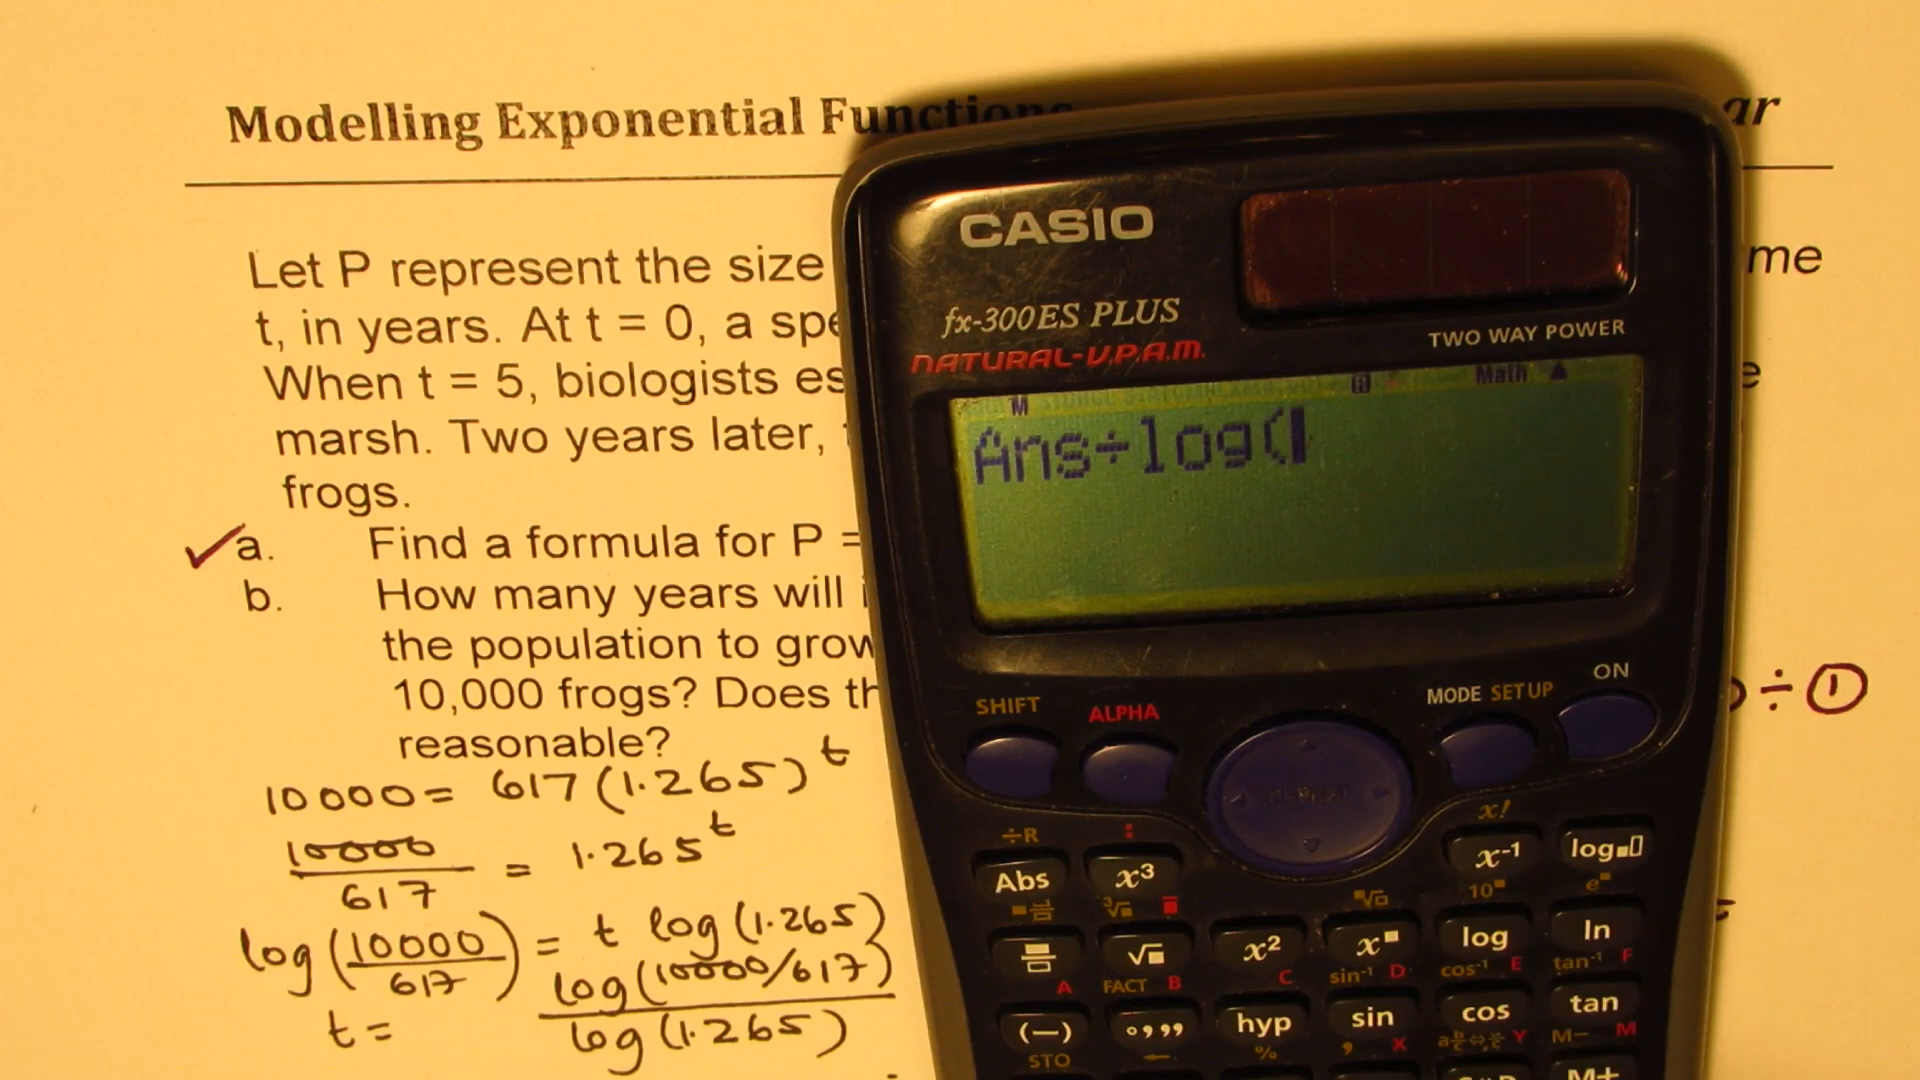 Modelling Exponential Functions
Let P represent the size
me
t, in years. At t = 0, a spe
When t = 5, biologists es
e
marsh. Two years later,
frogs.
✓a. Find a formula for P =
b. How many years will i
the population to grow
10,000 frogs? Does th
reasonable?
10000 = 617 (1.265)^t
10000/617 = 1.265^t
log(10000/617) = t log(1.265)
t = log(10000/617)/log(1.265)
÷ ①
CASIO
fx-300ES PLUS
NATURAL-V.P.A.M.
TWO WAY POWER
M Math ▲
Ans÷log(
SHIFT ALPHA MODE SETUP ON
REPLAY
÷R : x!
Abs x³ x⁻¹ log■□
³√■ ■√□ 10■ e■
√■ x² x■ log ln
A FACT B C sin⁻¹ D cos⁻¹ E tan⁻¹ F
(—) °,,, hyp sin cos tan
STO ← % , X Y M− M
M+